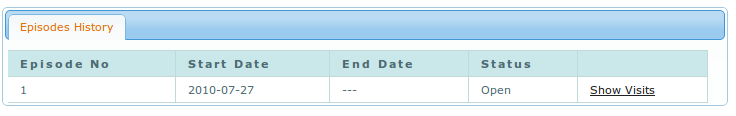 Episodes History
Episode No Start Date End Date Status
1 2010-07-27 --- Open Show Visits